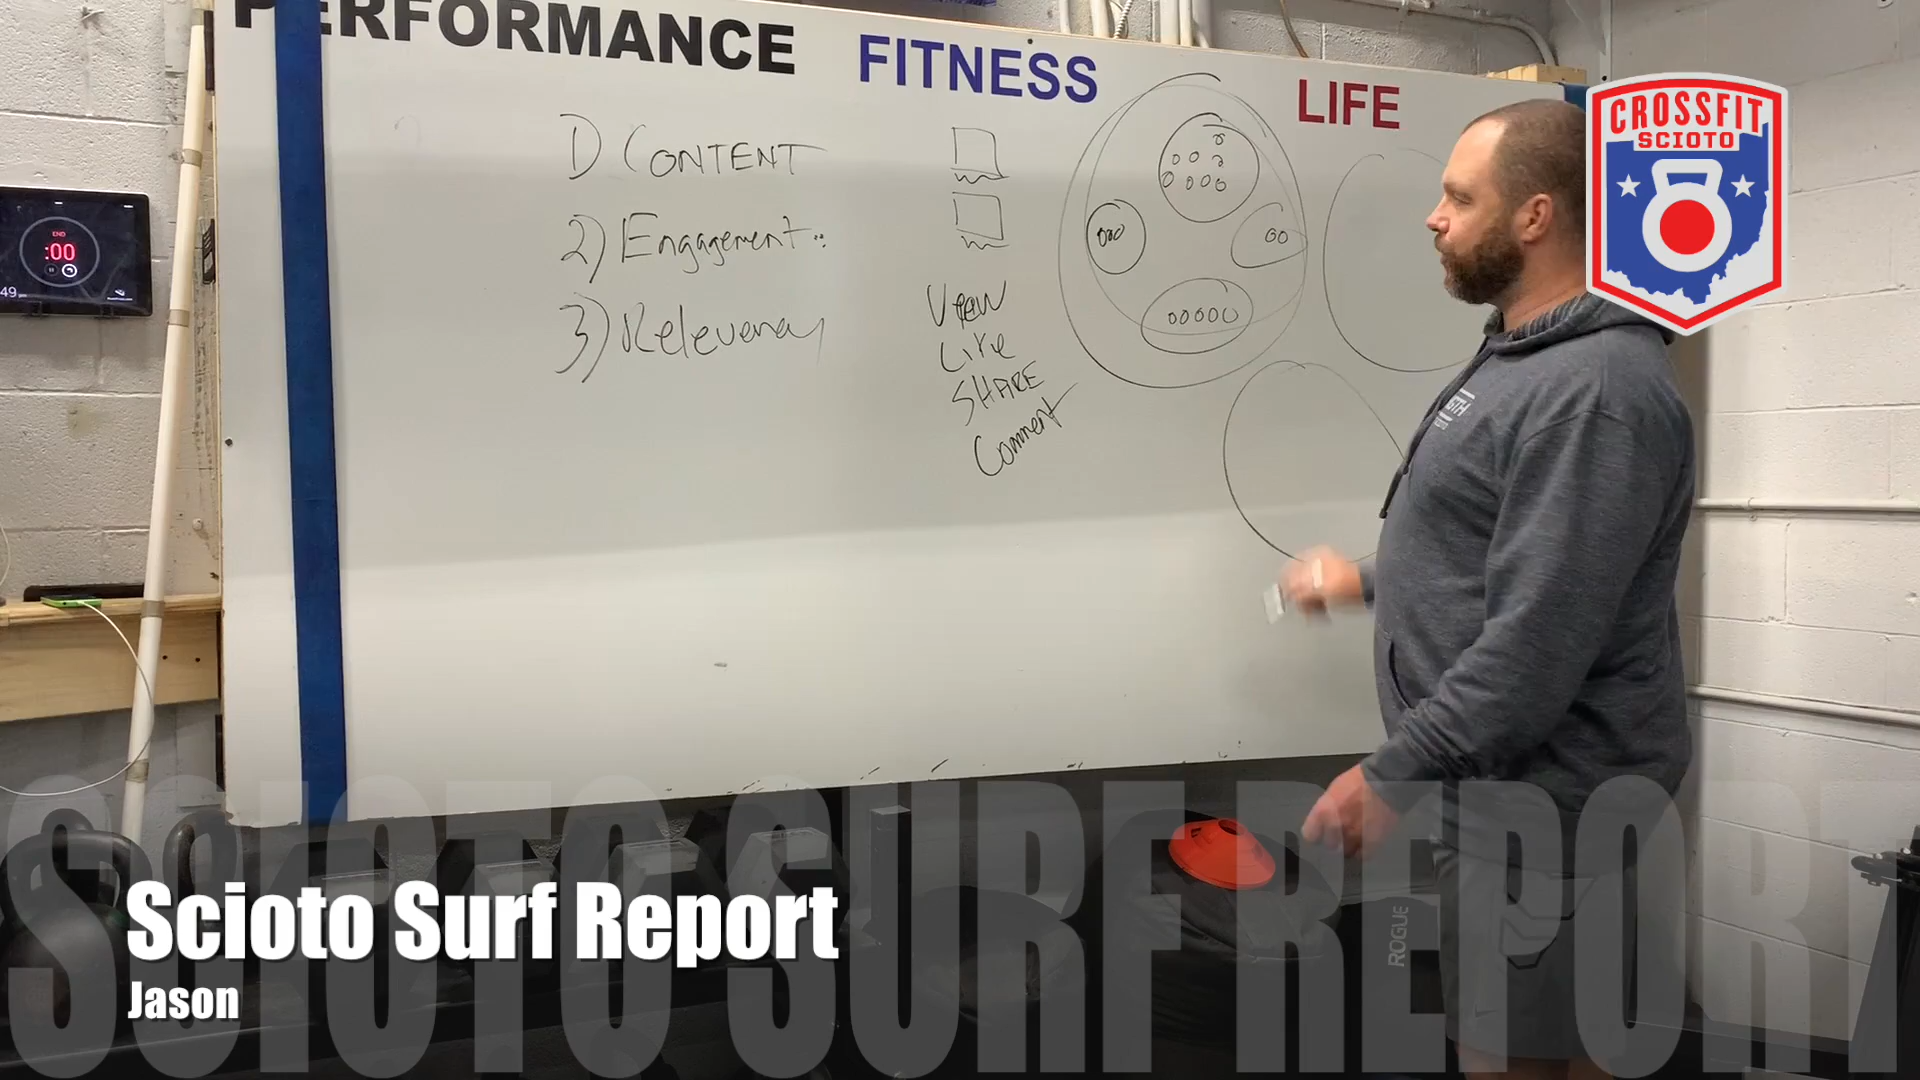 PERFORMANCE
FITNESS
LIFE
CROSSFIT
SCIOTO
1) CONTENT
2) Engagement
3) Relevency
VIEW
Like
SHARE
Comment
END
:00
49
GTH
ROGUE
SCIOTO SURF REPORT
Scioto Surf Report
Jason